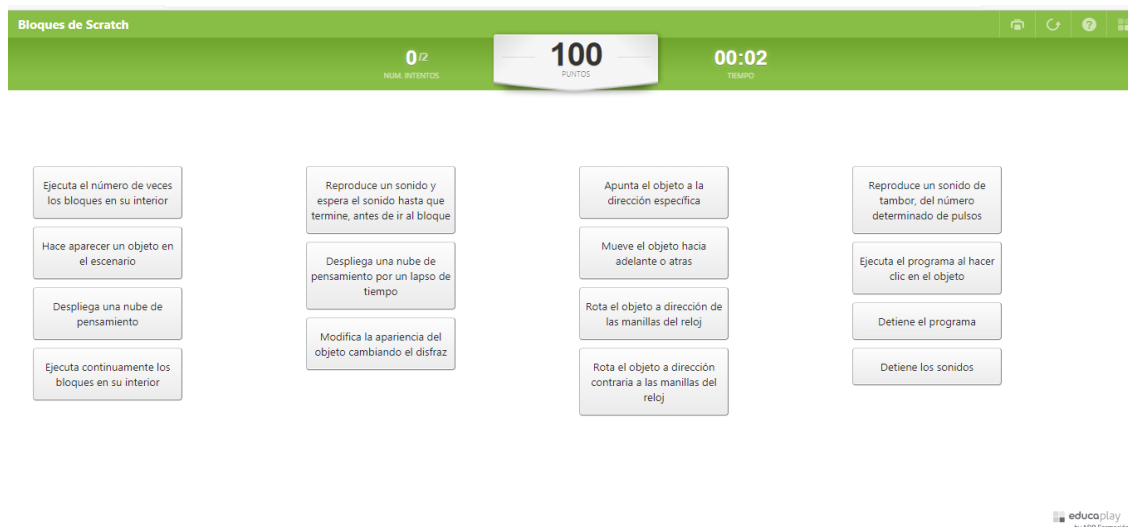 Bloques de Scratch
0/2
NUM. INTENTOS
100
PUNTOS
00:02
TIEMPO
Ejecuta el número de veces
los bloques en su interior
Hace aparecer un objeto en
el escenario
Despliega una nube de
pensamiento
Ejecuta continuamente los
bloques en su interior
Reproduce un sonido y
espera el sonido hasta que
termine, antes de ir al bloque
Despliega una nube de
pensamiento por un lapso de
tiempo
Modifica la apariencia del
objeto cambiando el disfraz
Apunta el objeto a la
dirección específica
Mueve el objeto hacia
adelante o atras
Rota el objeto a dirección de
las manillas del reloj
Rota el objeto a dirección
contraria a las manillas del
reloj
Reproduce un sonido de
tambor, del número
determinado de pulsos
Ejecuta el programa al hacer
clic en el objeto
Detiene el programa
Detiene los sonidos
educaplay
by ADR Formación